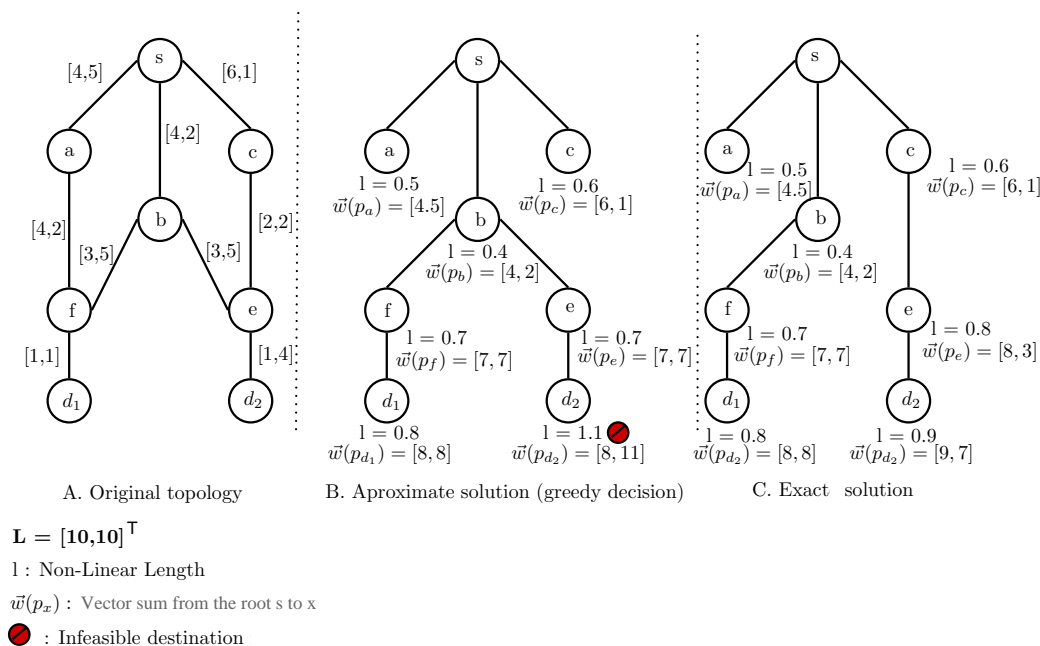 s
[4,5]
[6,1]
[4,2]
a
c
b
[4,2]
[3,5]
[3,5]
[2,2]
f
e
[1,1]
[1,4]
d1
d2
A. Original topology
s
a
c
l = 0.5
w⃗(pa) = [4.5]
l = 0.6
w⃗(pc) = [6, 1]
b
l = 0.4
w⃗(pb) = [4, 2]
f
e
l = 0.7
w⃗(pf) = [7, 7]
l = 0.7
w⃗(pe) = [7, 7]
d1
d2
l = 0.8
w⃗(pd1) = [8, 8]
l = 1.1
w⃗(pd2) = [8, 11]
B. Aproximate solution (greedy decision)
s
a
c
l = 0.5
w⃗(pa) = [4.5]
l = 0.6
w⃗(pc) = [6, 1]
b
l = 0.4
w⃗(pb) = [4, 2]
f
e
l = 0.7
w⃗(pf) = [7, 7]
l = 0.8
w⃗(pe) = [8, 3]
d1
d2
l = 0.8
w⃗(pd2) = [8, 8]
l = 0.9
w⃗(pd2) = [9, 7]
C. Exact solution
L = [10,10]T
l : Non-Linear Length
w⃗(px) : Vector sum from the root s to x
: Infeasible destination